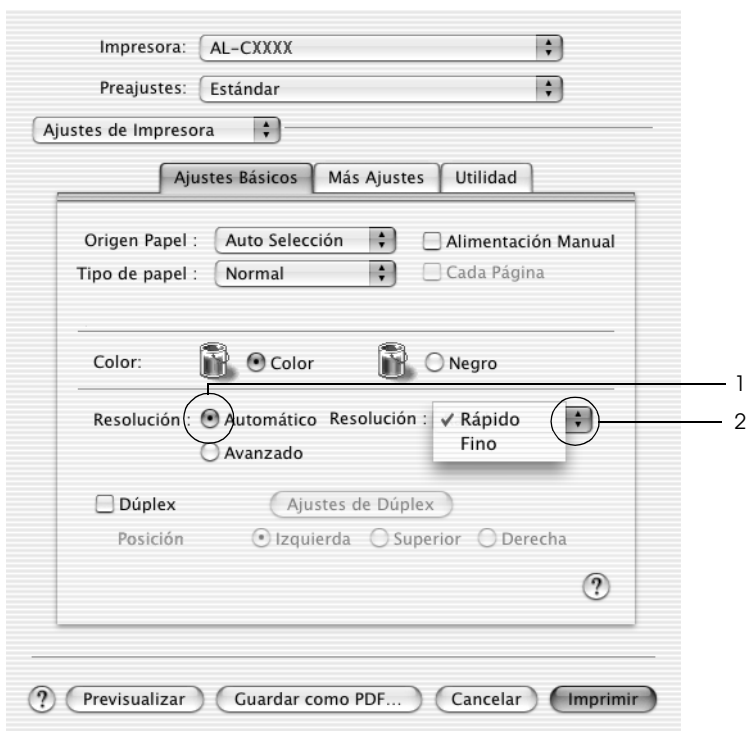 Impresora: AL-CXXXX
Preajustes: Estándar
Ajustes de Impresora
Ajustes Básicos Más Ajustes Utilidad
Origen Papel : Auto Selección Alimentación Manual
Tipo de papel : Normal Cada Página
Color: Color Negro
1
Resolución : Automático Resolución : ✓ Rápido 2
Fino
Avanzado
Dúplex Ajustes de Dúplex
Posición Izquierda Superior Derecha
?
? Previsualizar Guardar como PDF... Cancelar Imprimir